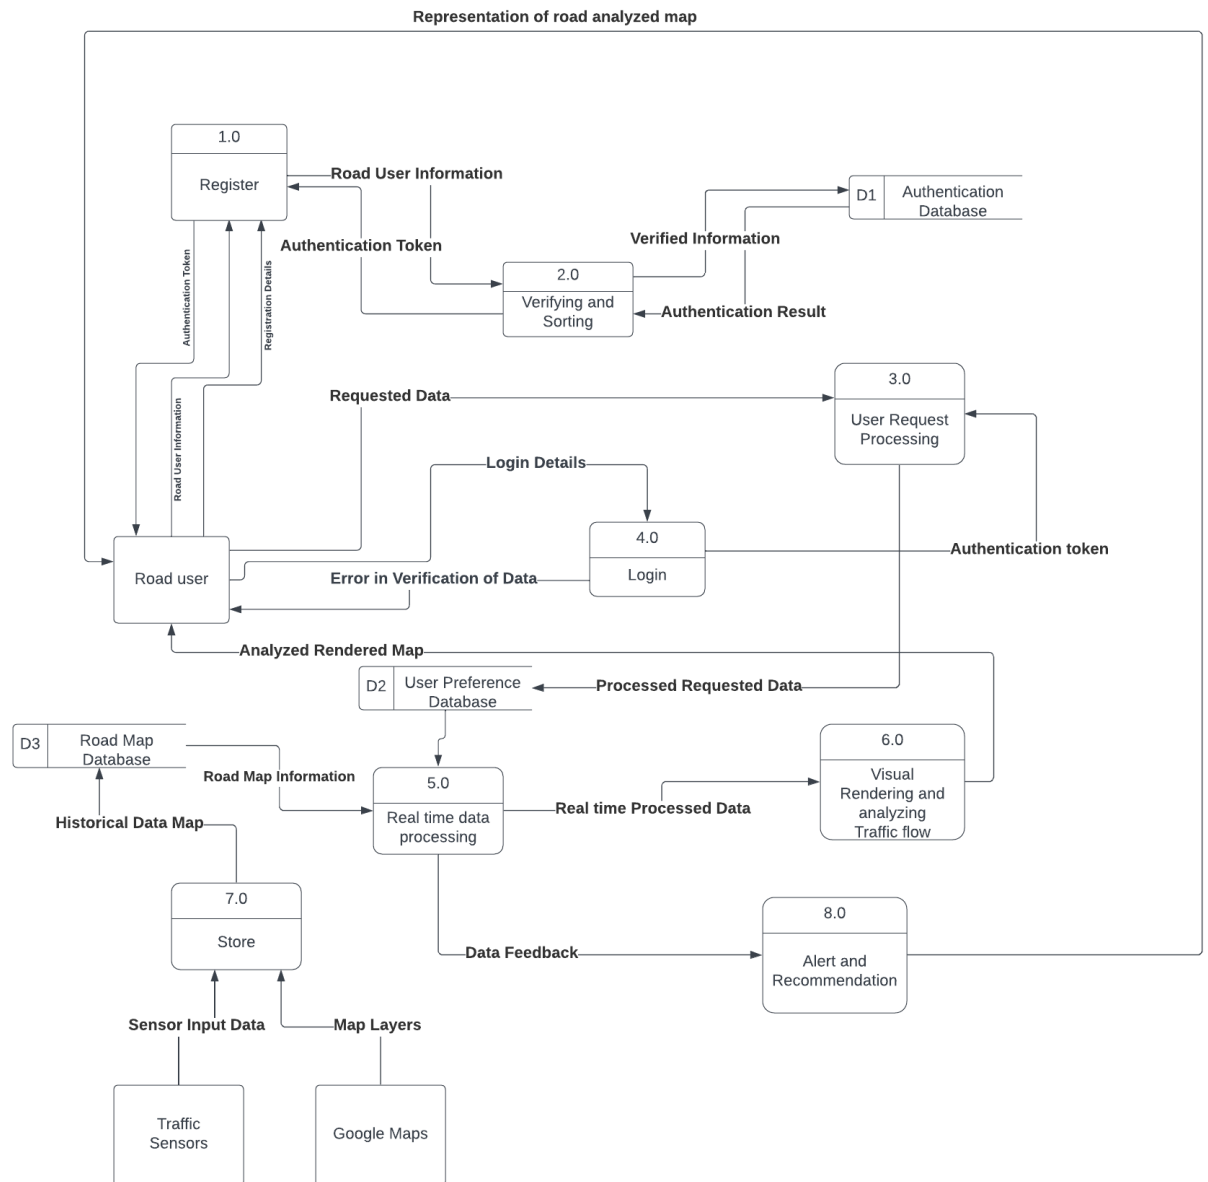 Representation of road analyzed map
1.0
Register
Road User Information
D1
Authentication
Database
Authentication Token
Verified Information
2.0
Verifying and
Sorting
Authentication Result
Authentication Token
Registration Details
Road User Information
3.0
User Request
Processing
Requested Data
Login Details
4.0
Login
Authentication token
Road user
Error in Verification of Data
Analyzed Rendered Map
D2
User Preference
Database
Processed Requested Data
D3
Road Map
Database
Road Map Information
5.0
Real time data
processing
Real time Processed Data
6.0
Visual
Rendering and
analyzing
Traffic flow
Historical Data Map
7.0
Store
Data Feedback
8.0
Alert and
Recommendation
Sensor Input Data
Map Layers
Traffic
Sensors
Google Maps